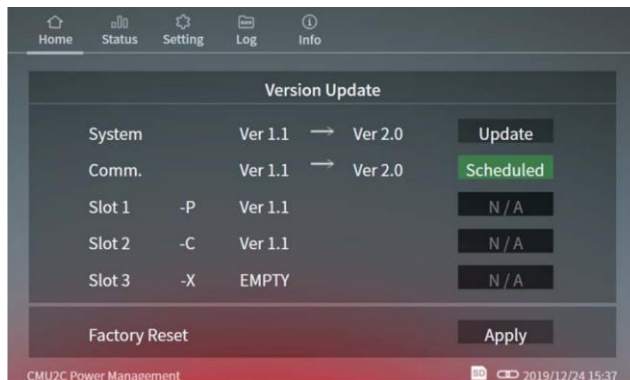 Home Status Setting Log Info
Version Update
System Ver 1.1 → Ver 2.0 Update
Comm. Ver 1.1 → Ver 2.0 Scheduled
Slot 1 -P Ver 1.1 N/A
Slot 2 -C Ver 1.1 N/A
Slot 3 -X EMPTY N/A
Factory Reset Apply
CMU2C Power Management SD 2019/12/24 15:37